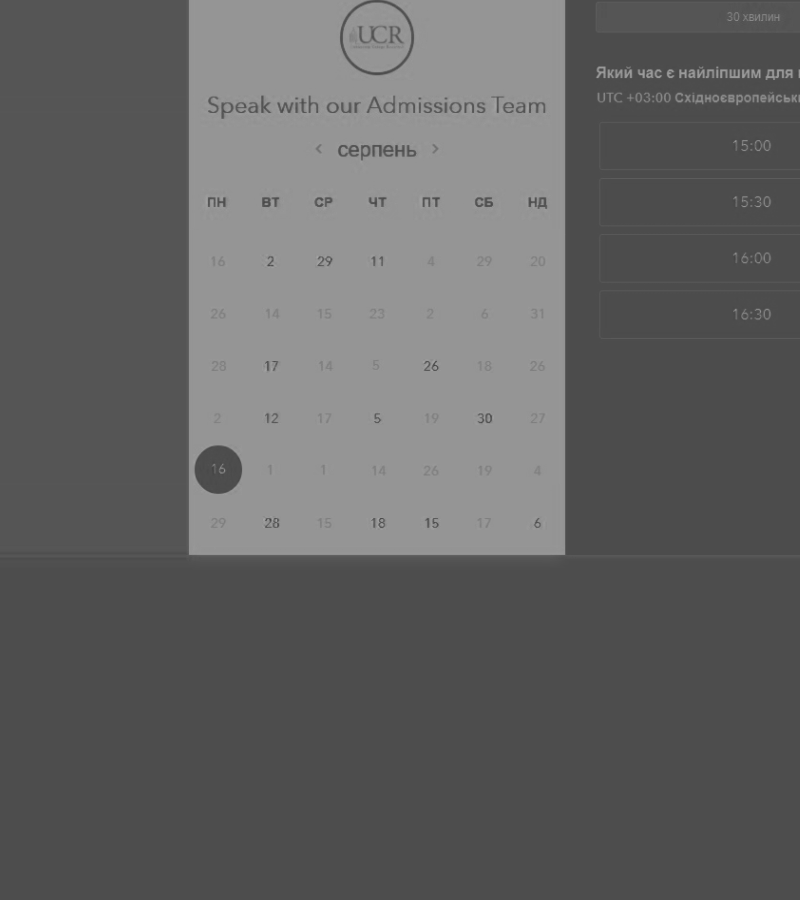 UCR
30 хвилин
Speak with our Admissions Team
‹ серпень ›
ПН ВТ СР ЧТ ПТ СБ НД
16 2 29 11 4 29 20
26 14 15 23 2 6 31
28 17 14 5 26 18 26
2 12 17 5 19 30 27
16 1 1 14 26 19 4
29 28 15 18 15 17 6
Який час є найліпшим для
UTC +03:00 Східноєвропейськ
15:00
15:30
16:00
16:30